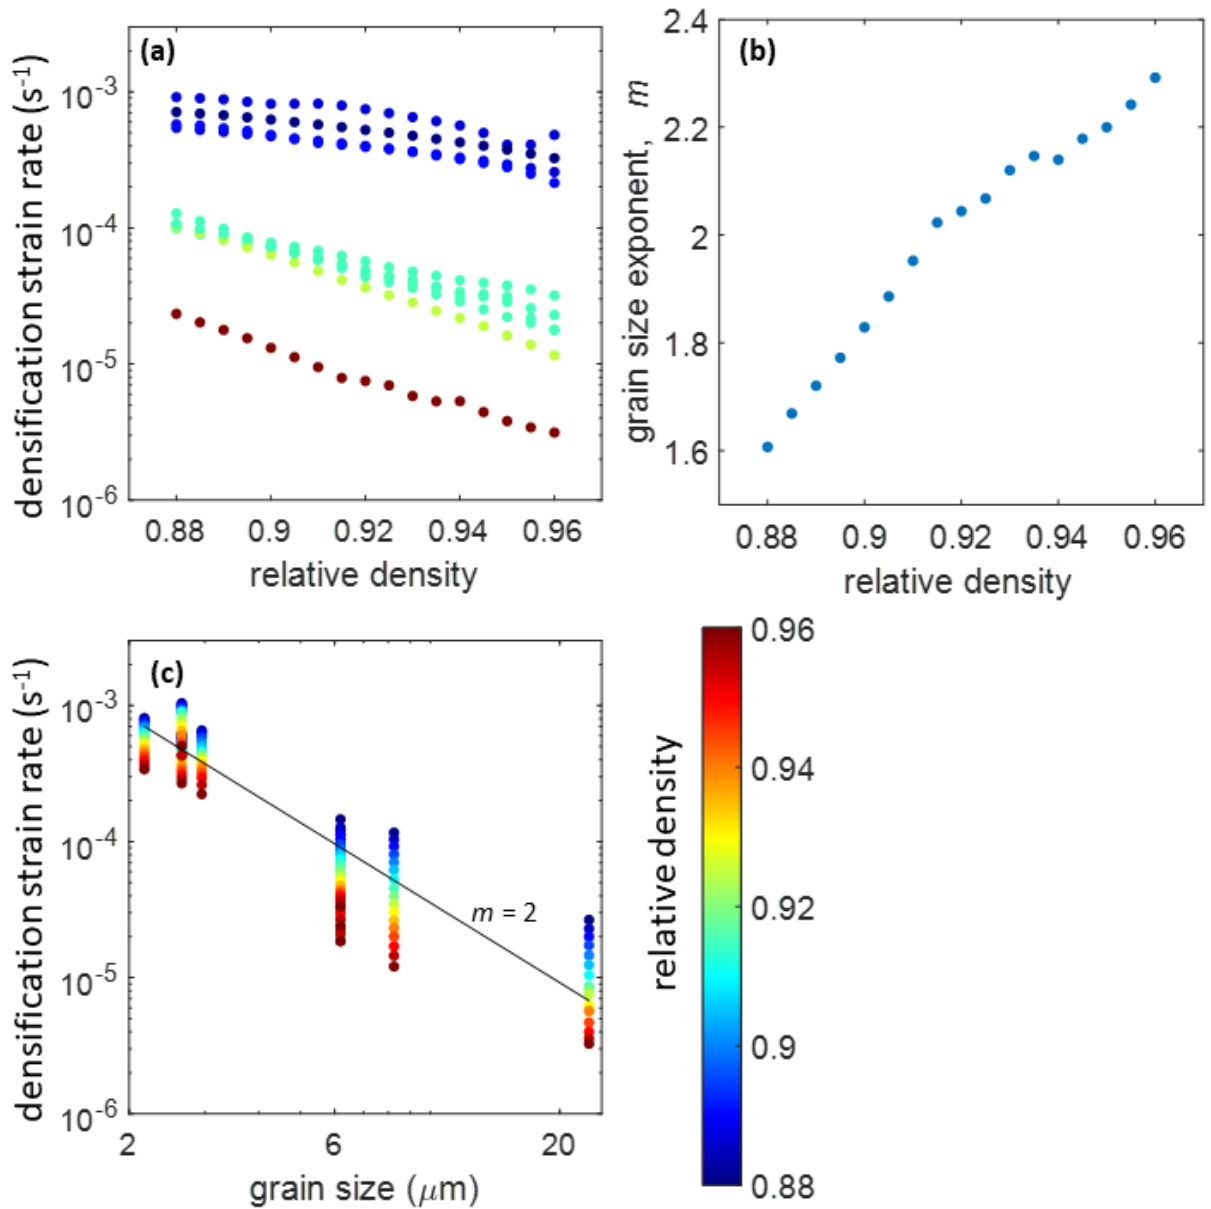 (a)
densification strain rate (s⁻¹)
10⁻³
10⁻⁴
10⁻⁵
10⁻⁶
0.88 0.9 0.92 0.94 0.96
relative density
(b)
grain size exponent, m
2.4
2.2
2
1.8
1.6
0.88 0.9 0.92 0.94 0.96
relative density
(c)
densification strain rate (s⁻¹)
10⁻³
10⁻⁴
10⁻⁵
10⁻⁶
m = 2
2 6 20
grain size (μm)
relative density
0.96
0.94
0.92
0.9
0.88